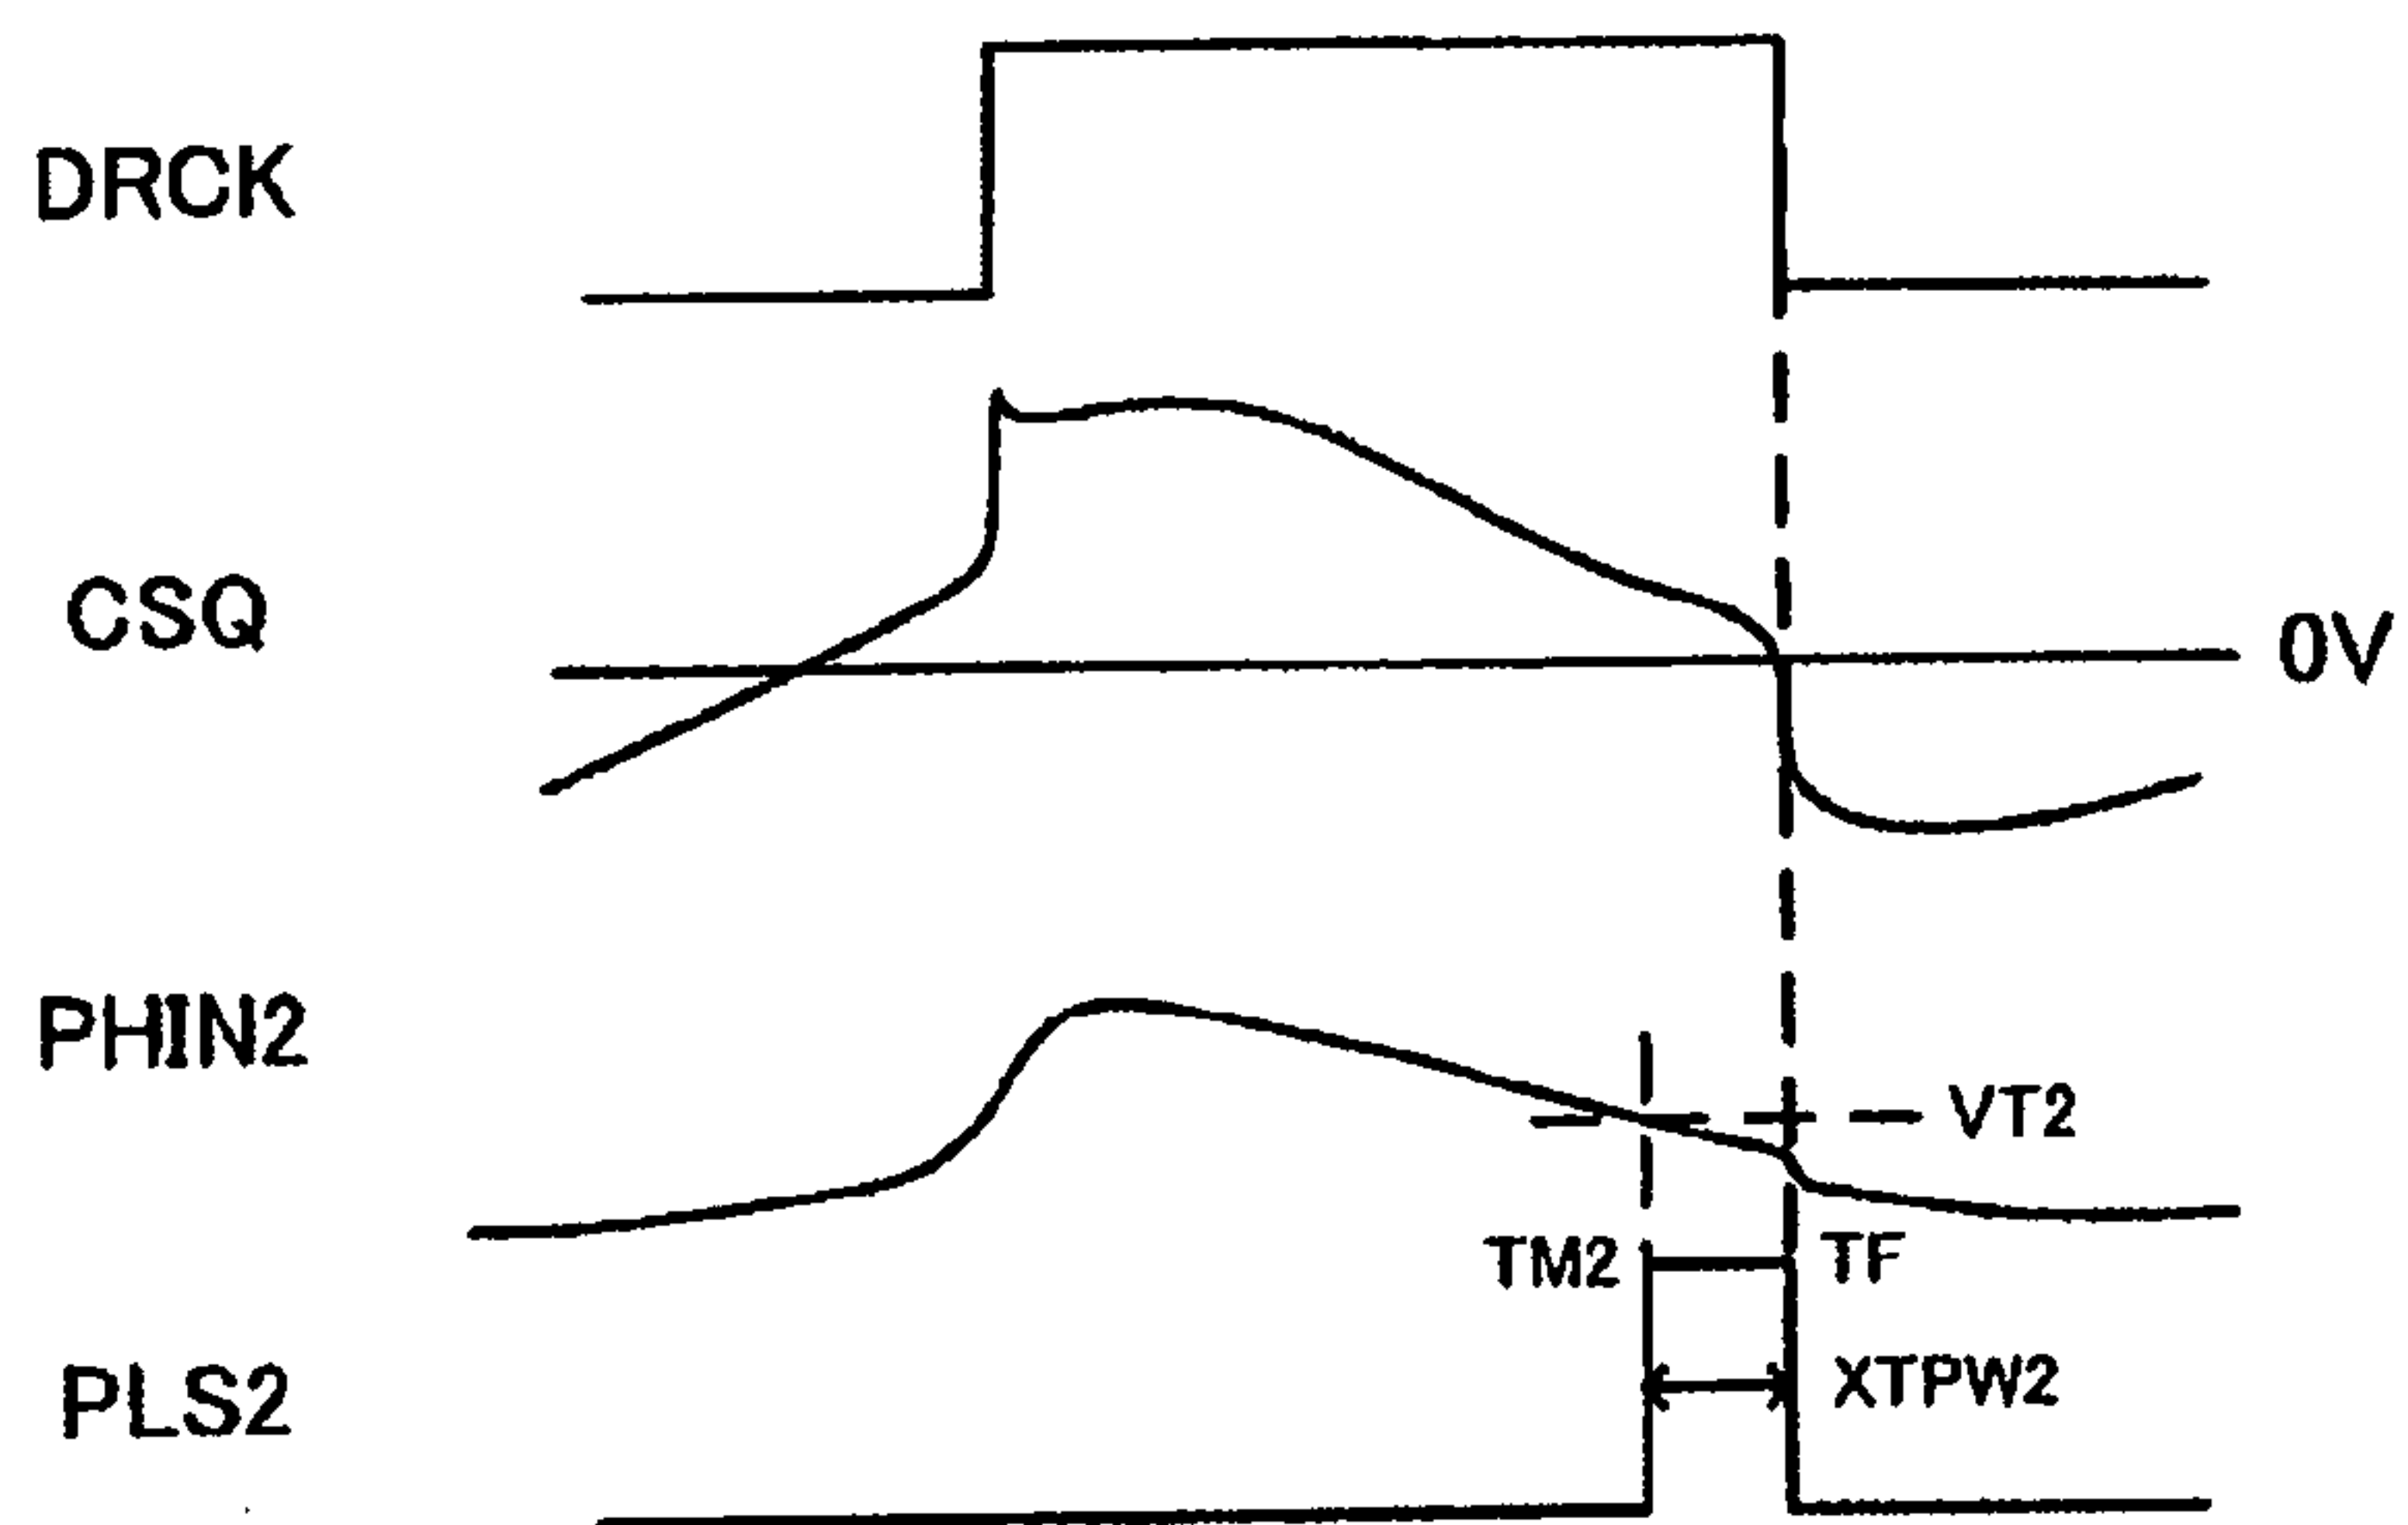 DRCK
CSQ
0V
PHIN2
VT2
TM2
TF
PLS2
XTPW2